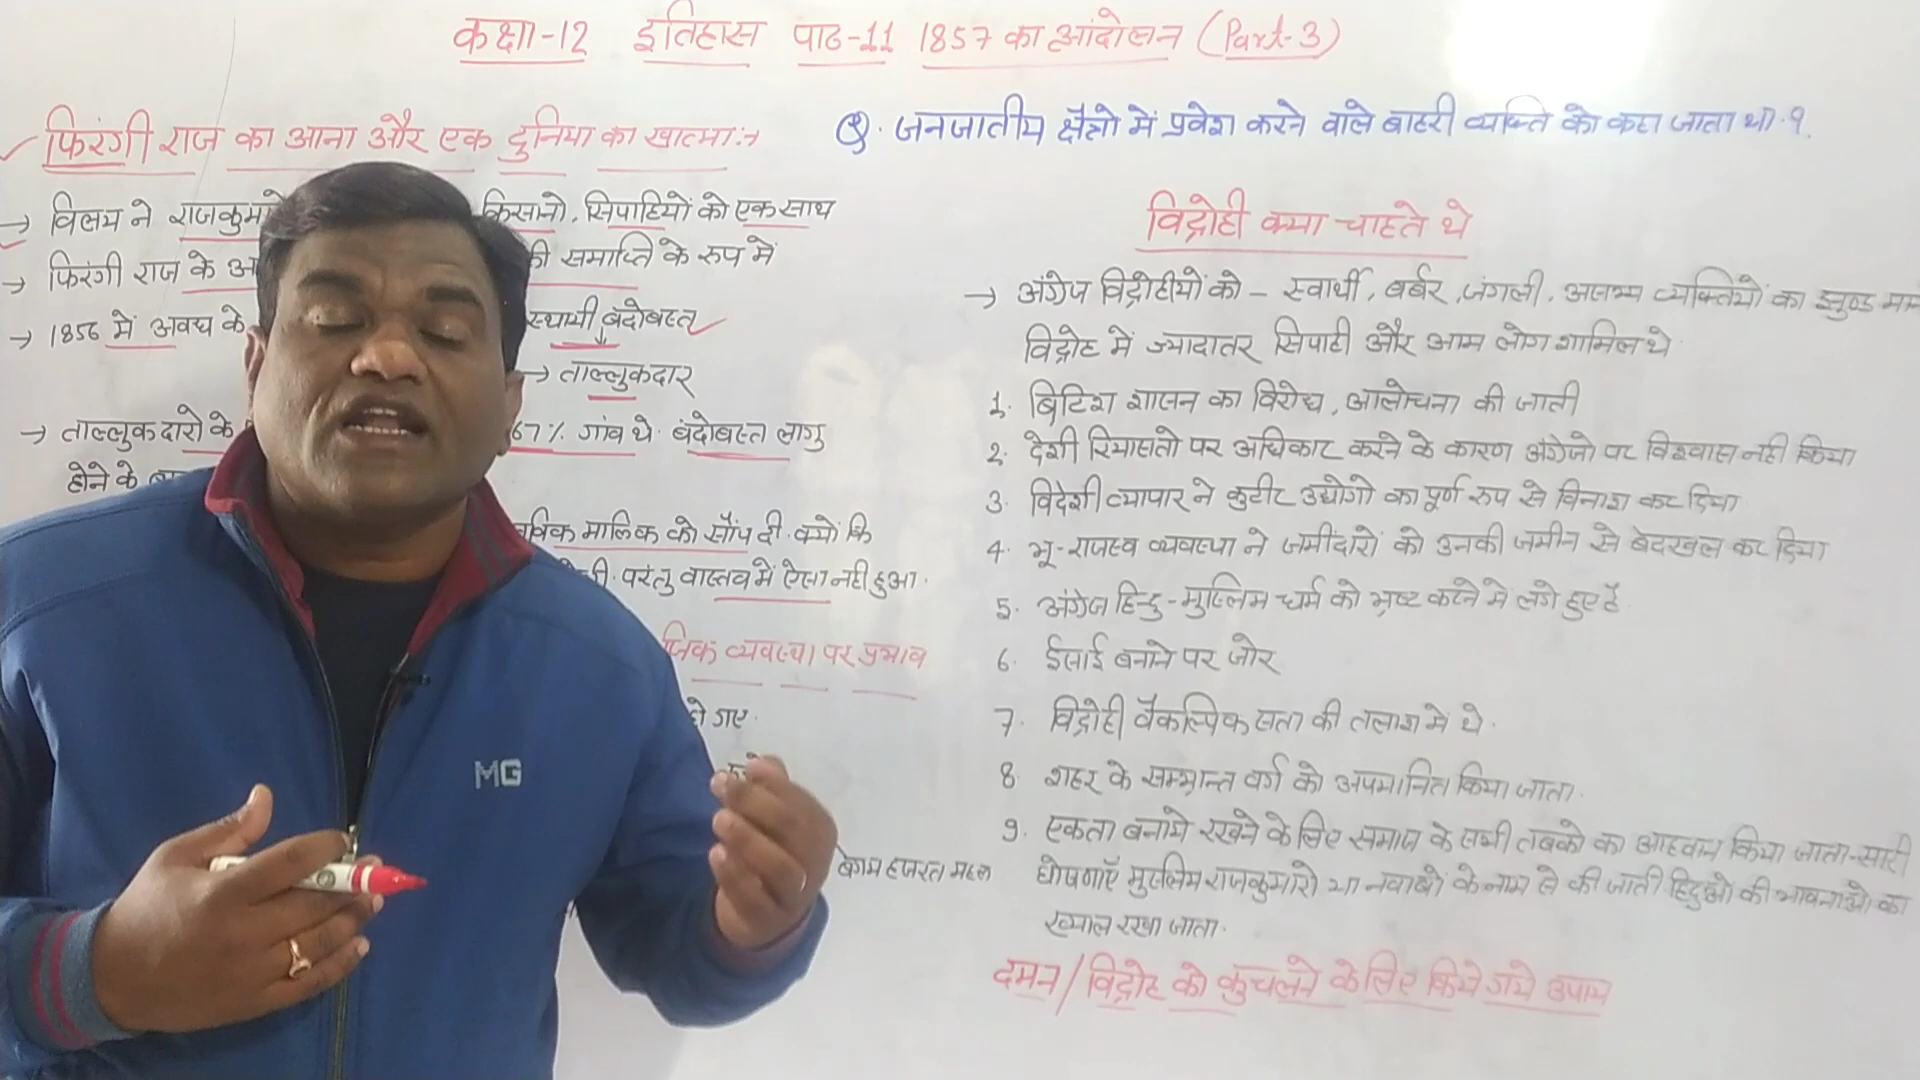 कक्षा-12 इतिहास पाठ-11 1857 का आंदोलन (Part-3)
फिरंगी राज का आना और एक दुनिया का खात्मा:→
→ विलय ने राजकुमारो किसानो, सिपाहियों को एक साथ
→ फिरंगी राज के आ की समाप्ति के रुप में
→ 1856 में अवध के स्थायी बंदोबस्त
→ ताल्लुकदार
→ ताल्लुकदारो के 67% गांव थे. बंदोबस्त लागु
होने के
मालिक को सौंप दी. क्यों कि
परंतु वास्तव में ऐसा नही हुआ.
व्यवस्था पर प्रभाव
हो गए.
बेगम हजरत महल
MG
Q. जनजातीय क्षेत्रो में प्रवेश करने वाले बाहरी व्यक्ति को कहा जाता था.?
विद्रोही क्या चाहते थे
→ अंग्रेज विद्रोहीयों को – स्वार्थी, बर्बर, जंगली, असभ्य व्यक्तियों का झुण्ड मान
विद्रोह में ज्यादातर सिपाही और आम लोग शामिल थे
1. ब्रिटिश शासन का विरोध, आलोचना की जाती
2. देशी रियासतो पर अधिकार करने के कारण अंग्रेजो पर विश्वास नही किया
3. विदेशी व्यापार ने कुटीर उद्योगो का पूर्ण रुप से विनाश कर दिया
4. भू-राजस्व व्यवस्था ने जमींदारों को उनकी जमीन से बेदखल कर दिया
5. अंग्रेज हिन्दु-मुस्लिम धर्म को भ्रष्ट करने मे लगे हुए है
6. ईसाई बनाने पर जोर
7. विद्रोही वैकल्पिक सता की तलाश मे थे.
8. शहर के सम्भ्रान्त वर्ग को अपमानित किया जाता.
9. एकता बनाये रखने के लिए समाज के सभी तबको का आहवान किया जाता-सारी
घोषणाएँ मुस्लिम राजकुमारो या नवाबो के नाम से की जाती हिंदुओ की भावनाओ का
ख्याल रखा जाता.
दमन/विद्रोह को कुचलने के लिए किये गये उपाय